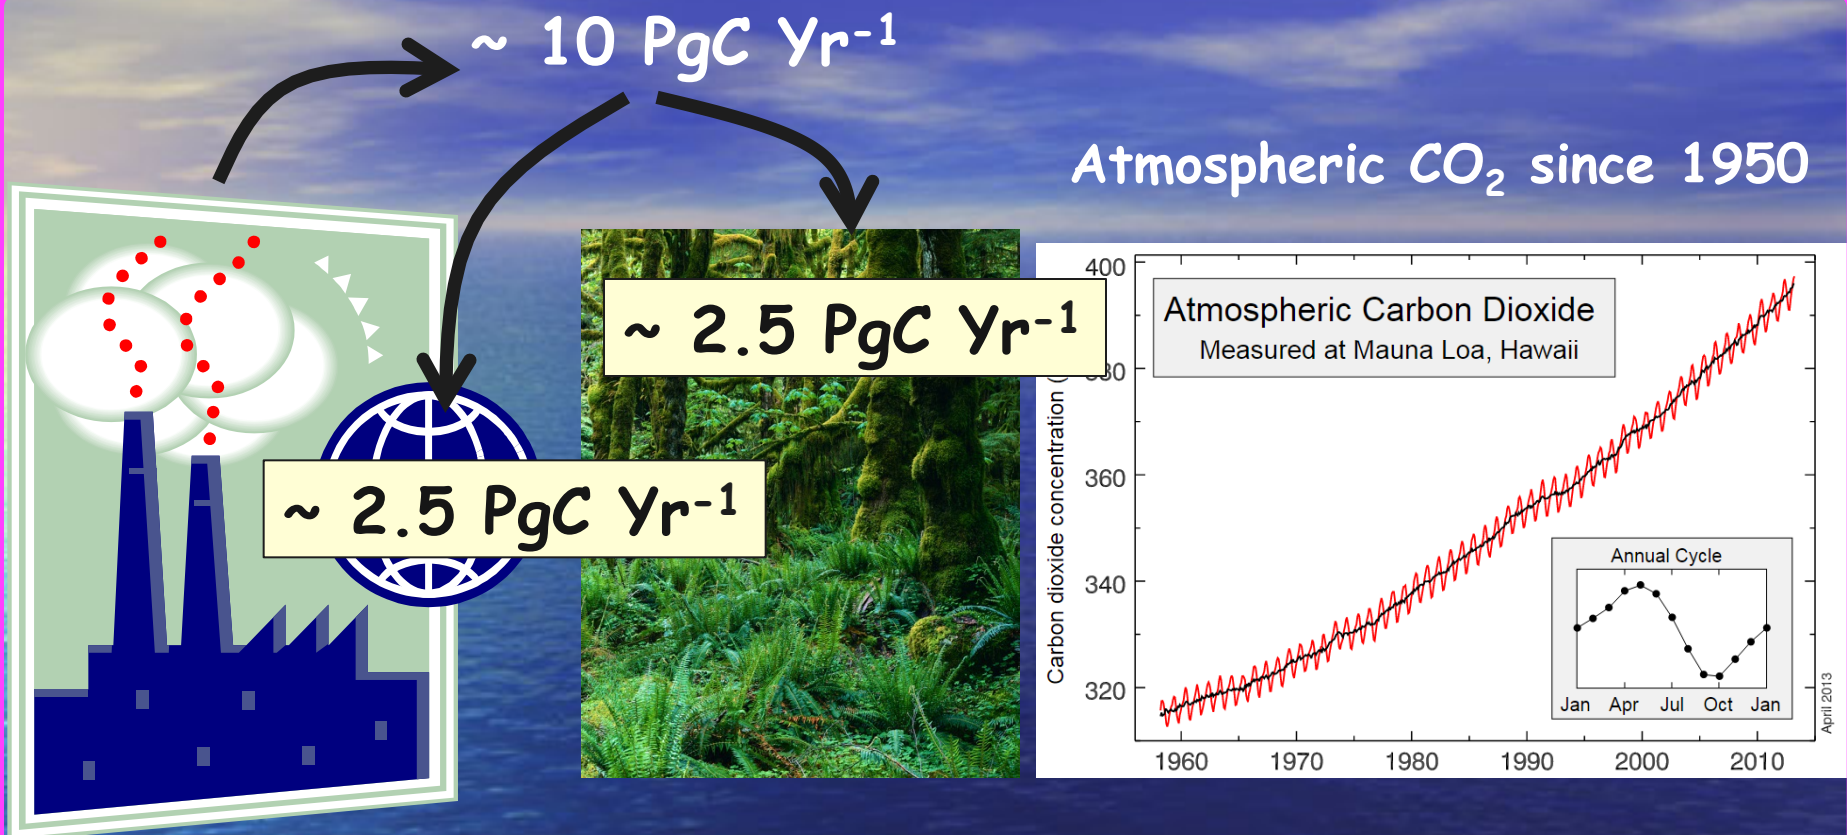 ~ 10 PgC Yr⁻¹
Atmospheric CO₂ since 1950
~ 2.5 PgC Yr⁻¹
~ 2.5 PgC Yr⁻¹
Atmospheric Carbon Dioxide
Measured at Mauna Loa, Hawaii
Carbon dioxide concentration (
400
380
360
340
320
1960 1970 1980 1990 2000 2010
Annual Cycle
Jan Apr Jul Oct Jan
April 2013